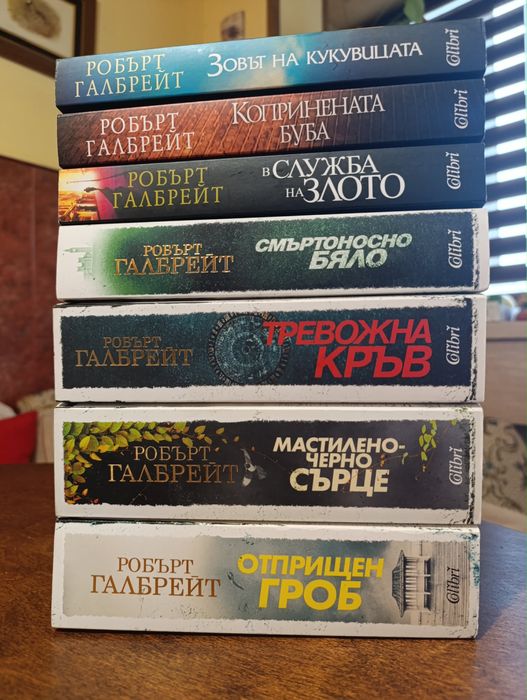 РОБЪРТ
ГАЛБРЕЙТ
ЗОВЪТ НА КУКУВИЦАТА
Colibri
РОБЪРТ
ГАЛБРЕЙТ
КОПРИНЕНАТА
БУБА
Colibri
РОБЪРТ
ГАЛБРЕЙТ
В СЛУЖБА
НА ЗЛОТО
Colibri
РОБЪРТ
ГАЛБРЕЙТ
СМЪРТОНОСНО
БЯЛО
Colibri
РОБЪРТ
ГАЛБРЕЙТ
ТРЕВОЖНА
КРЪВ
Colibri
РОБЪРТ
ГАЛБРЕЙТ
МАСТИЛЕНО-
ЧЕРНО
СЪРЦЕ
Colibri
РОБЪРТ
ГАЛБРЕЙТ
ОТПРИЩЕН
ГРОБ
Colibri